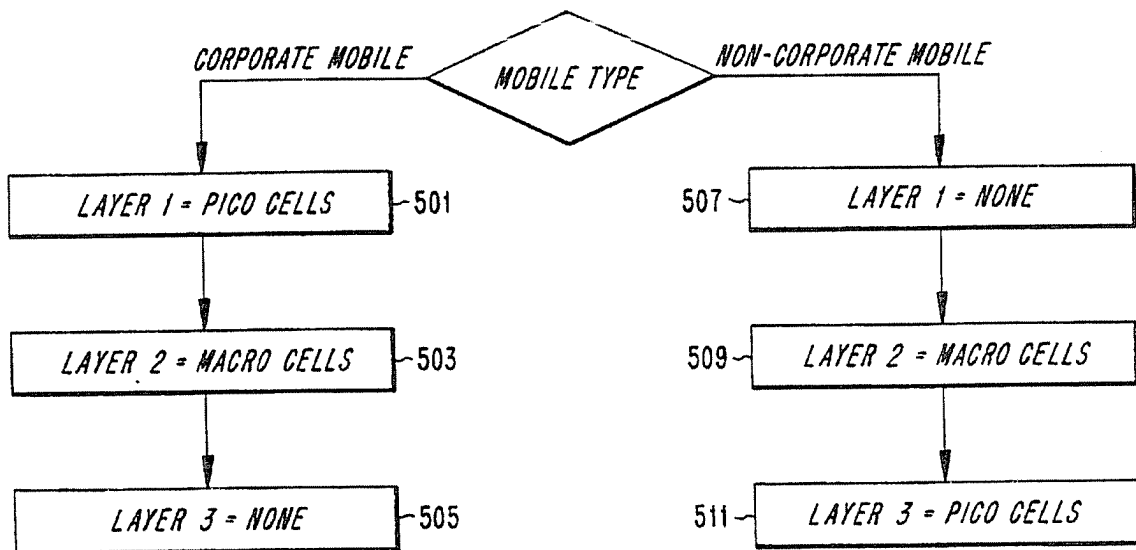 CORPORATE MOBILE
MOBILE TYPE
NON-CORPORATE MOBILE
LAYER 1 = PICO CELLS
501
507
LAYER 1 = NONE
LAYER 2 = MACRO CELLS
503
509
LAYER 2 = MACRO CELLS
LAYER 3 = NONE
505
511
LAYER 3 = PICO CELLS